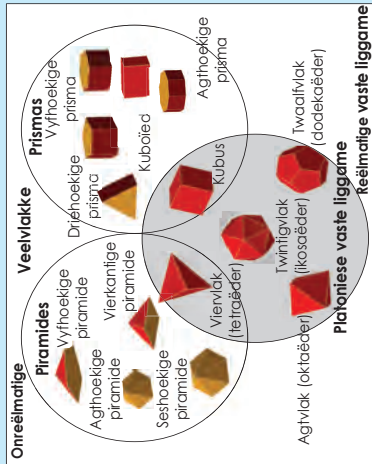 Onreëlmatige
Veelvlakke
Piramides
Vyfhoekige
piramide
Agthoekige
piramide
Vierkantige
piramide
Seshoekige
piramide
Prismas
Vyfhoekige
prisma
Driehoekige
prisma
Kuboïed
Agthoekige
prisma
Viervlak
(tetraëder)
Kubus
Twintigvlak
(ikosaëder)
Agtvlak (oktaëder)
Twaalfvlak
(dodekaëder)
Platoniese vaste liggame
Reëlmatige vaste liggame